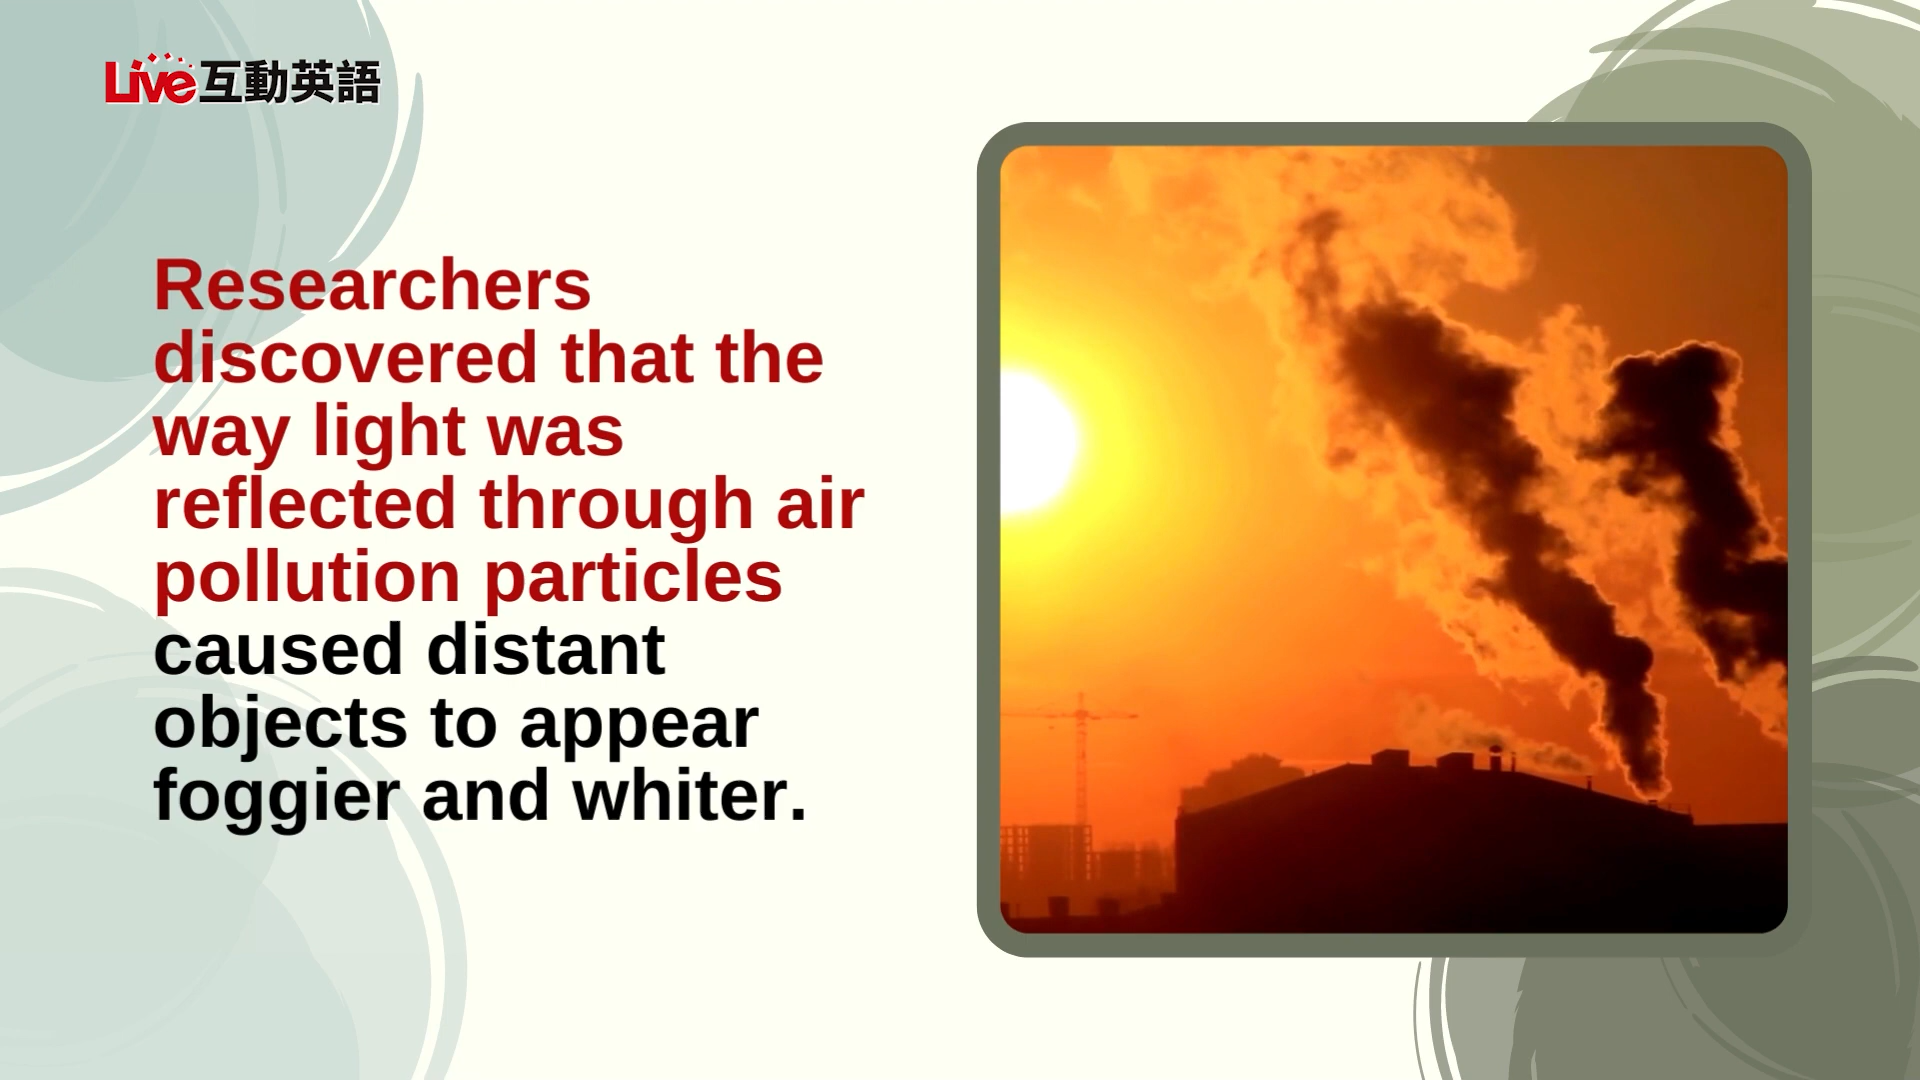 Live互動英語
Researchers
discovered that the
way light was
reflected through air
pollution particles
caused distant
objects to appear
foggier and whiter.